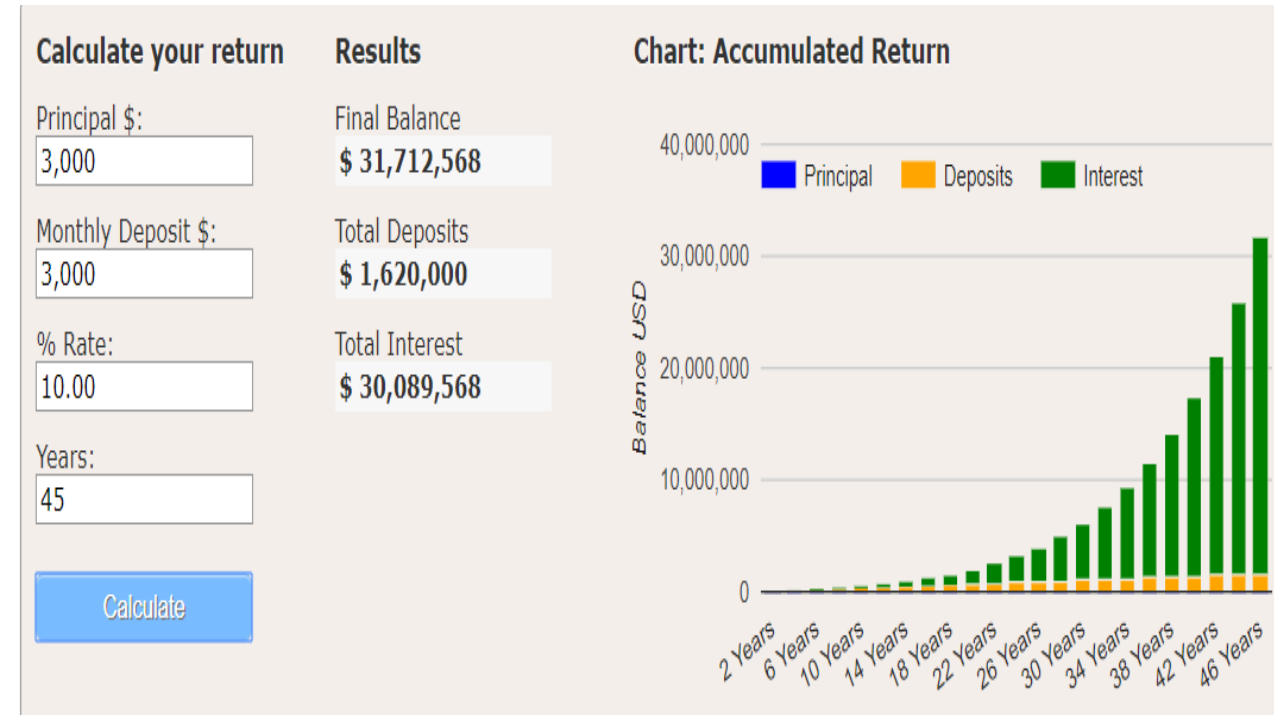 Calculate your return
Principal $:
3,000
Monthly Deposit $:
3,000
% Rate:
10.00
Years:
45
Calculate
Results
Final Balance
$ 31,712,568
Total Deposits
$ 1,620,000
Total Interest
$ 30,089,568
Chart: Accumulated Return
40,000,000
Principal Deposits Interest
30,000,000
Balance USD
20,000,000
10,000,000
0
2 Years
6 Years
10 Years
14 Years
18 Years
22 Years
26 Years
30 Years
34 Years
38 Years
42 Years
46 Years